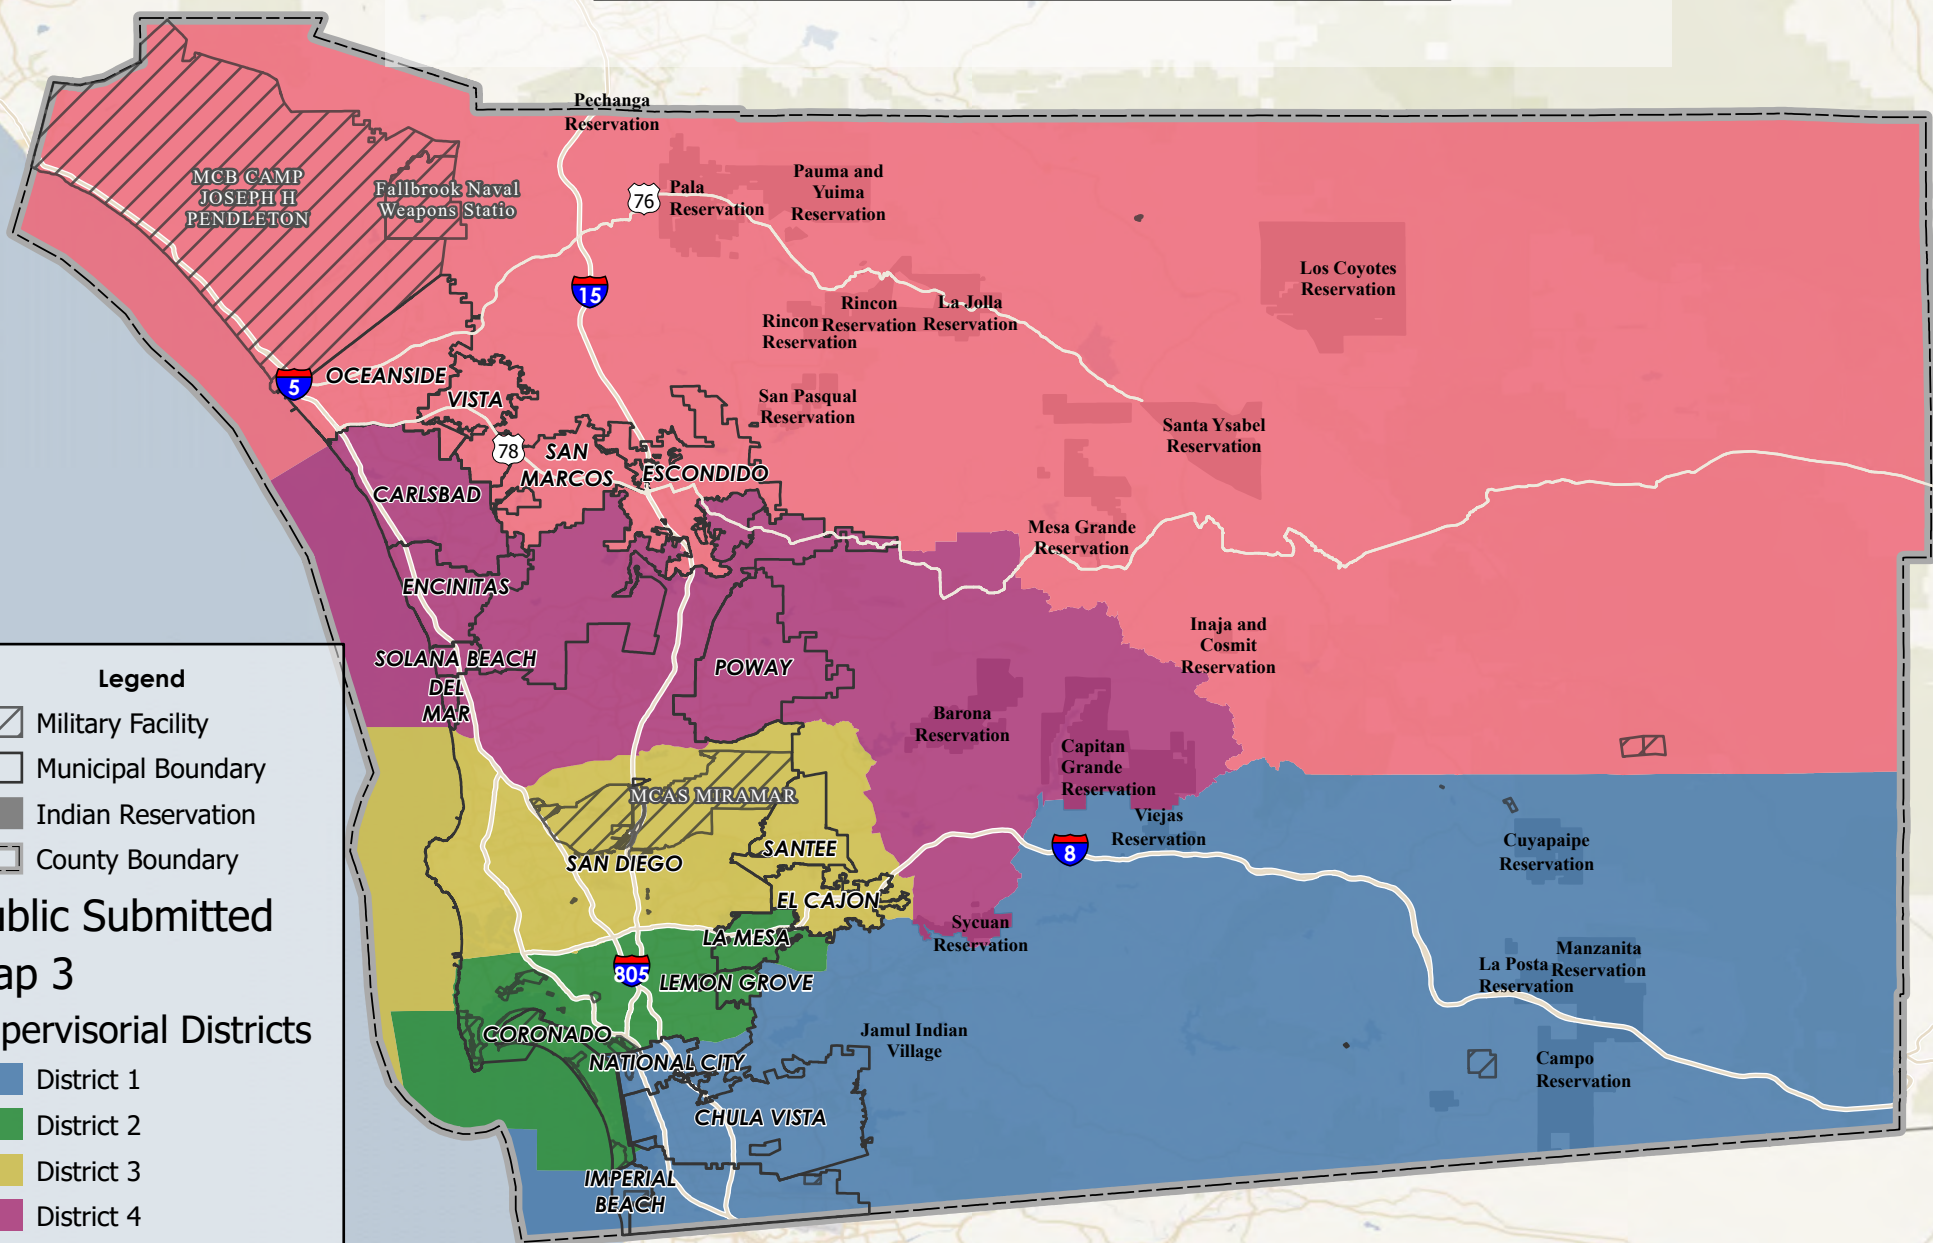 Pechanga
Reservation
MCB CAMP
JOSEPH H
PENDLETON
Fallbrook Naval
Weapons Statio
76
Pala
Reservation
Pauma and
Yuima
Reservation
15
Los Coyotes
Reservation
Rincon
Reservation
La Jolla
Reservation
Rincon
Reservation
5
OCEANSIDE
VISTA
San Pasqual
Reservation
78
SAN
MARCOS
ESCONDIDO
Santa Ysabel
Reservation
CARLSBAD
Mesa Grande
Reservation
ENCINITAS
Inaja and
Cosmit
Reservation
SOLANA BEACH
DEL
MAR
POWAY
Barona
Reservation
Capitan
Grande
Reservation
MCAS MIRAMAR
Viejas
Reservation
8
Cuyapaipe
Reservation
SAN DIEGO
SANTEE
EL CAJON
Sycuan
Reservation
LA MESA
805
LEMON GROVE
Manzanita
Reservation
La Posta
Reservation
CORONADO
NATIONAL CITY
Jamul Indian
Village
Campo
Reservation
CHULA VISTA
IMPERIAL
BEACH
Legend
Military Facility
Municipal Boundary
Indian Reservation
County Boundary
ublic Submitted
ap 3
pervisorial Districts
District 1
District 2
District 3
District 4